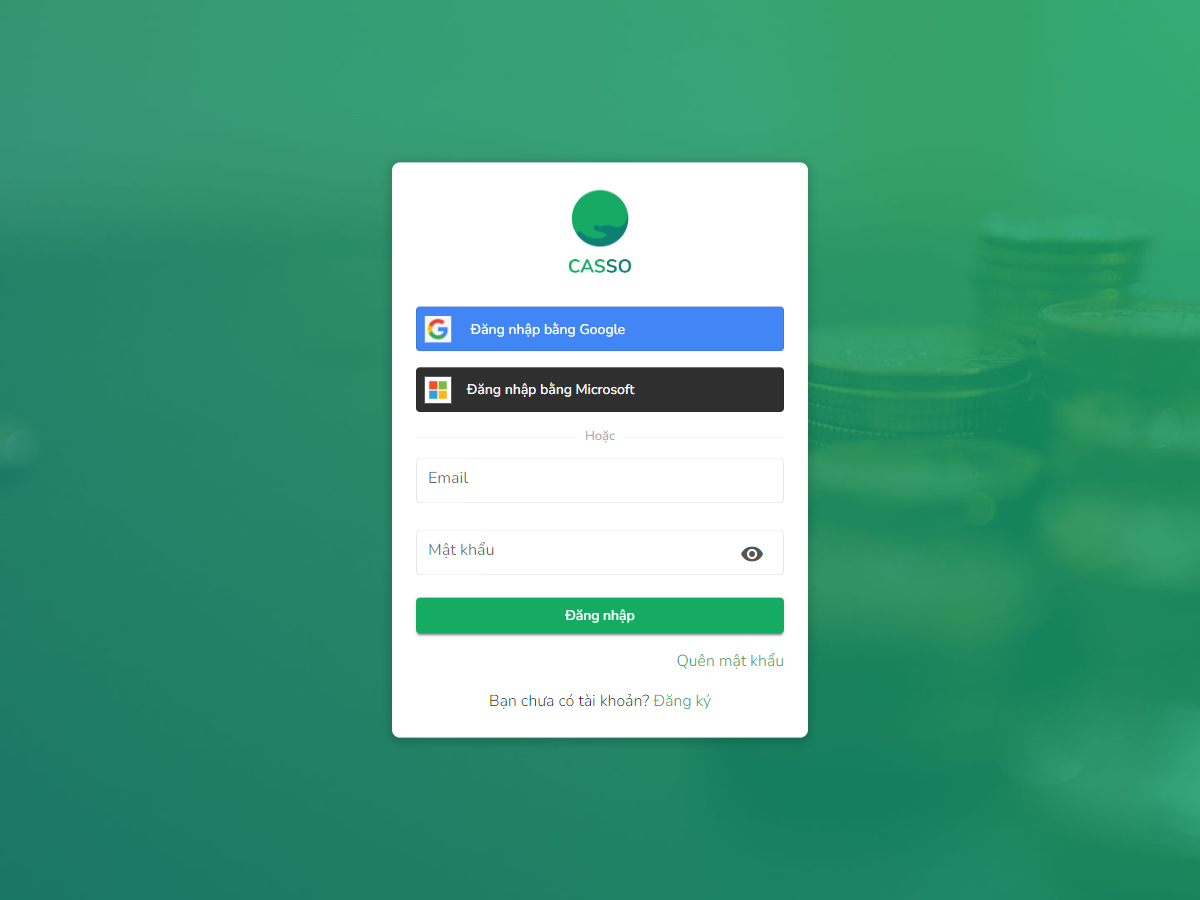 CASSO
Đăng nhập bằng Google
Đăng nhập bằng Microsoft
Hoặc
Email
Mật khẩu
Đăng nhập
Quên mật khẩu
Bạn chưa có tài khoản? Đăng ký